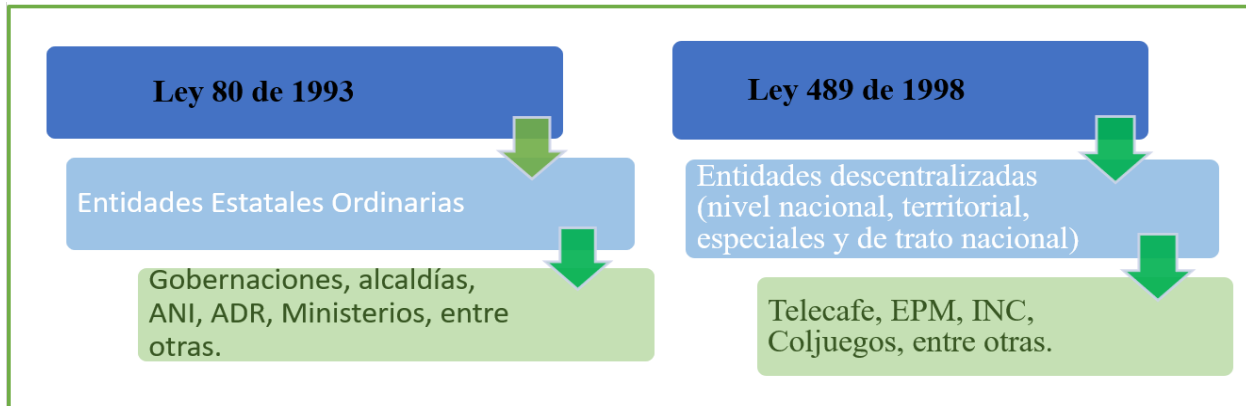 Ley 80 de 1993
Entidades Estatales Ordinarias
Gobernaciones, alcaldías,
ANI, ADR, Ministerios, entre
otras.
Ley 489 de 1998
Entidades descentralizadas
(nivel nacional, territorial,
especiales y de trato nacional)
Telecafe, EPM, INC,
Coljuegos, entre otras.